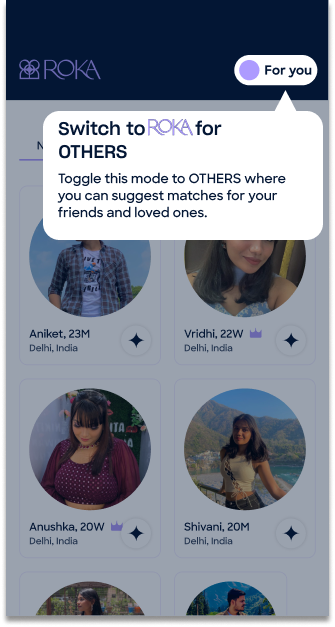 ROKA
For you
Switch to ROKA for
OTHERS
Toggle this mode to OTHERS where
you can suggest matches for your
friends and loved ones.
Aniket, 23M
Delhi, India
Vridhi, 22W
Delhi, India
Anushka, 20W
Delhi, India
Shivani, 20M
Delhi, India